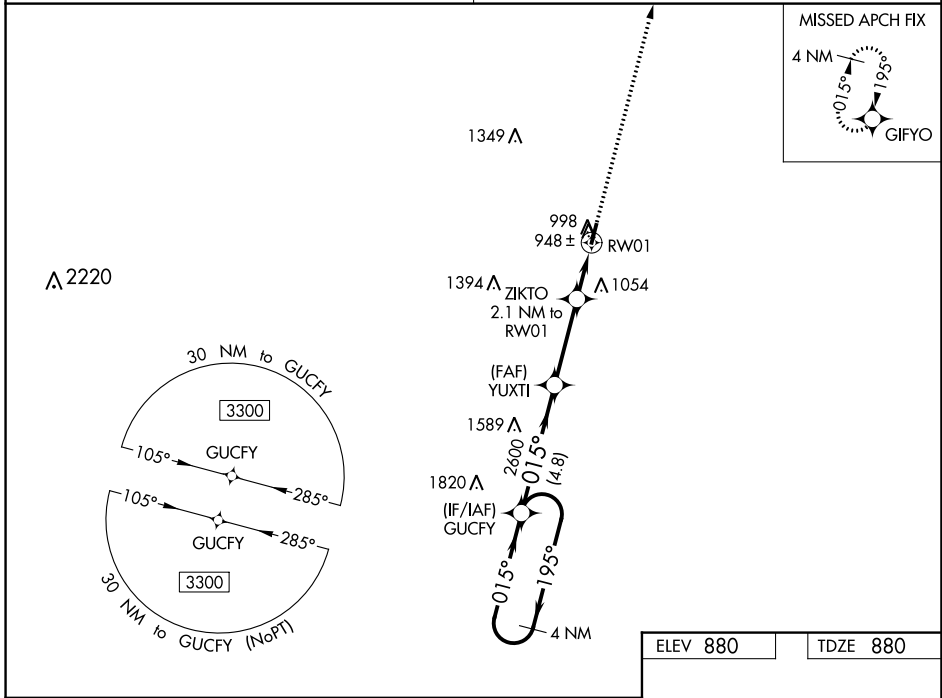 MISSED APCH FIX
4 NM
015°
195°
GIFYO
1349
998
948 ±
RW01
2220
1394
ZIKTO
2.1 NM to
RW01
1054
(FAF)
YUXTI
30 NM to GUCFY
3300
105°
GUCFY
285°
1589
2600
015°
(4.8)
1820
(IF/IAF)
GUCFY
105°
GUCFY
285°
3300
30 NM to GUCFY (NoPT)
015°
195°
4 NM
ELEV 880
TDZE 880